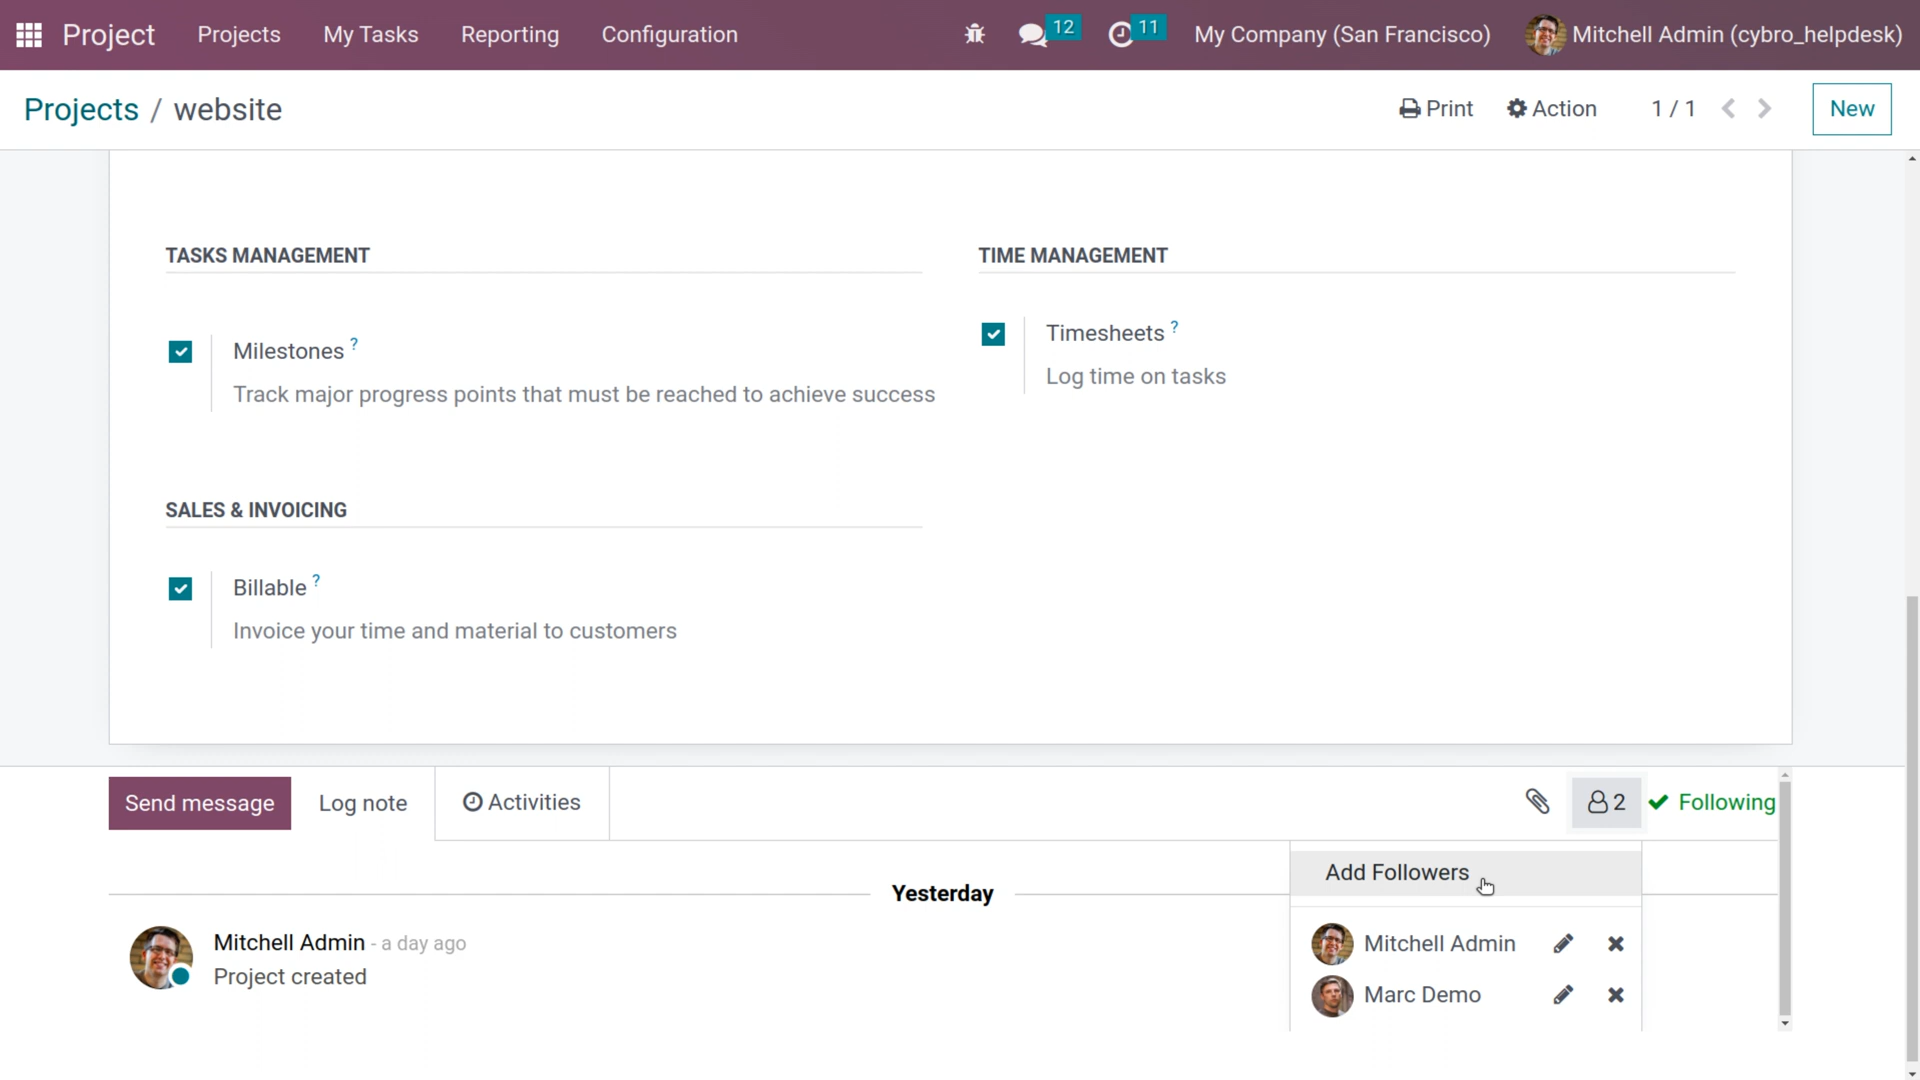 Project Projects My Tasks Reporting Configuration 12 11 My Company (San Francisco) Mitchell Admin (cybro_helpdesk)
Projects / website Print Action 1 / 1 New
TASKS MANAGEMENT
Milestones ?
Track major progress points that must be reached to achieve success
TIME MANAGEMENT
Timesheets ?
Log time on tasks
SALES & INVOICING
Billable ?
Invoice your time and material to customers
Send message Log note Activities 2 Following
Add Followers
Yesterday
Mitchell Admin - a day ago
Project created
Mitchell Admin
Marc Demo